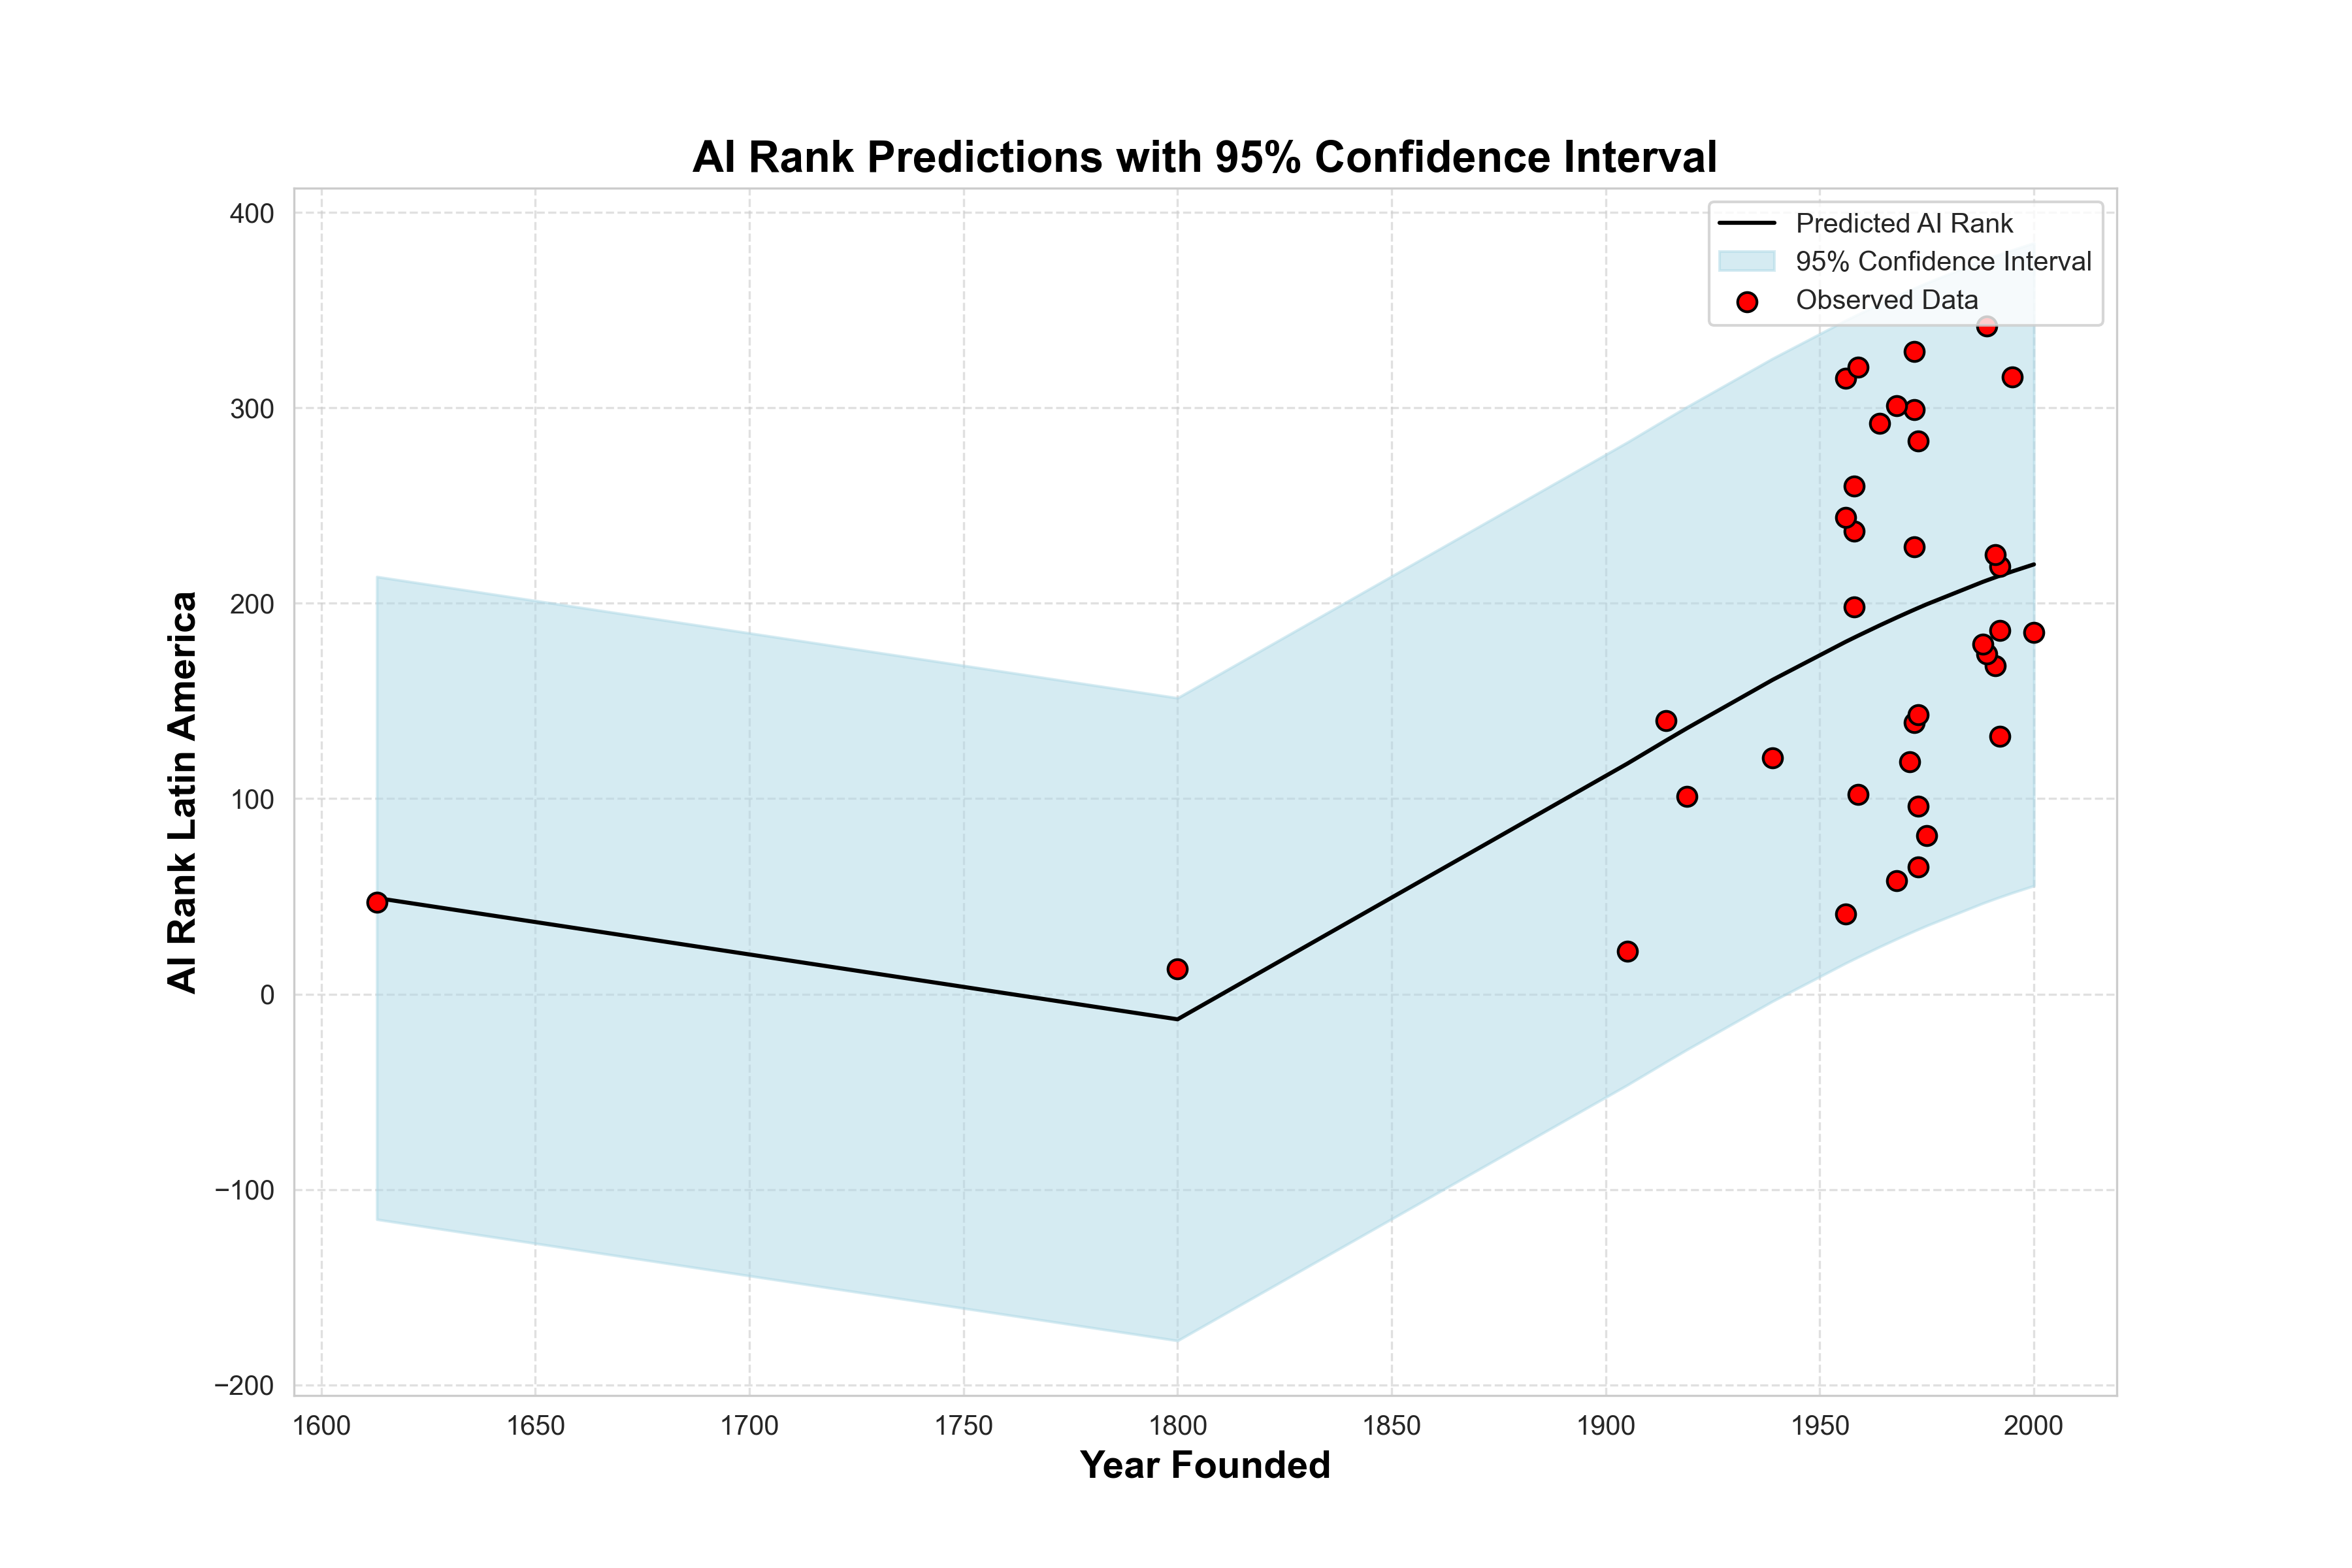 AI Rank Predictions with 95% Confidence Interval
400
300
200
100
0
−100
−200
AI Rank Latin America
Predicted AI Rank
95% Confidence Interval
Observed Data
1600 1650 1700 1750 1800 1850 1900 1950 2000
Year Founded